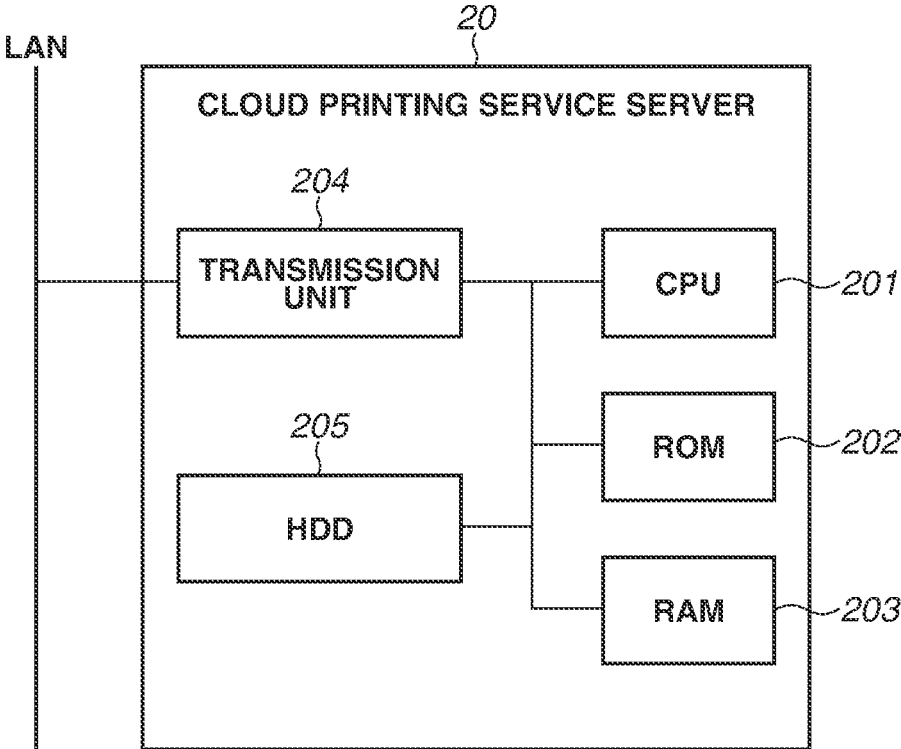 20
LAN
CLOUD PRINTING SERVICE SERVER
204
TRANSMISSION
UNIT
CPU
201
205
HDD
ROM
202
RAM
203